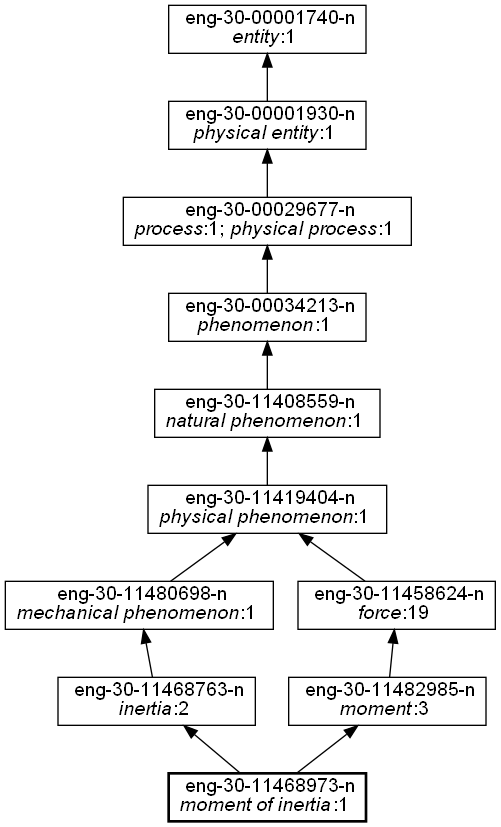 eng-30-00001740-n
entity:1
eng-30-00001930-n
physical entity:1
eng-30-00029677-n
process:1; physical process:1
eng-30-00034213-n
phenomenon:1
eng-30-11408559-n
natural phenomenon:1
eng-30-11419404-n
physical phenomenon:1
eng-30-11480698-n
mechanical phenomenon:1
eng-30-11458624-n
force:19
eng-30-11468763-n
inertia:2
eng-30-11482985-n
moment:3
eng-30-11468973-n
moment of inertia:1